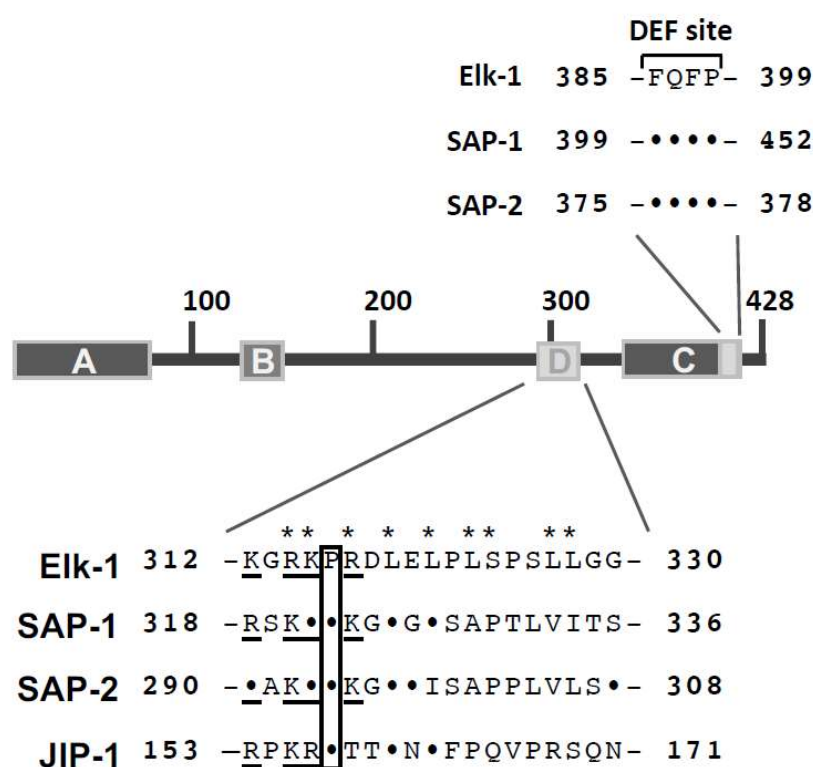 DEF site
Elk-1 385 -FQFP- 399
SAP-1 399 -••••- 452
SAP-2 375 -••••- 378
100 200 300 428
A B D C
** * * * ** **
Elk-1 312 -KGRKPRDLELPLSPSLLGG- 330
SAP-1 318 -RSK••KG•G•SAPTLVITS- 336
SAP-2 290 -•AK••KG••ISAPPLVLS•- 308
JIP-1 153 -RPKR•TT•N•FPQVPRSQN- 171